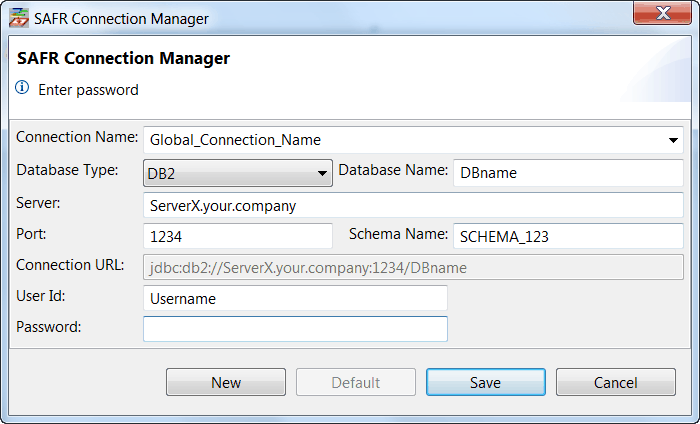 SAFR Connection Manager
SAFR Connection Manager
Enter password
Connection Name: Global_Connection_Name
Database Type: DB2 Database Name: DBname
Server: ServerX.your.company
Port: 1234 Schema Name: SCHEMA_123
Connection URL: jdbc:db2://ServerX.your.company:1234/DBname
User Id: Username
Password:
New Default Save Cancel